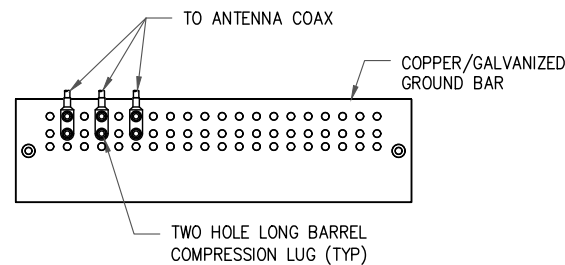 TO ANTENNA COAX
COPPER/GALVANIZED
GROUND BAR
TWO HOLE LONG BARREL
COMPRESSION LUG (TYP)